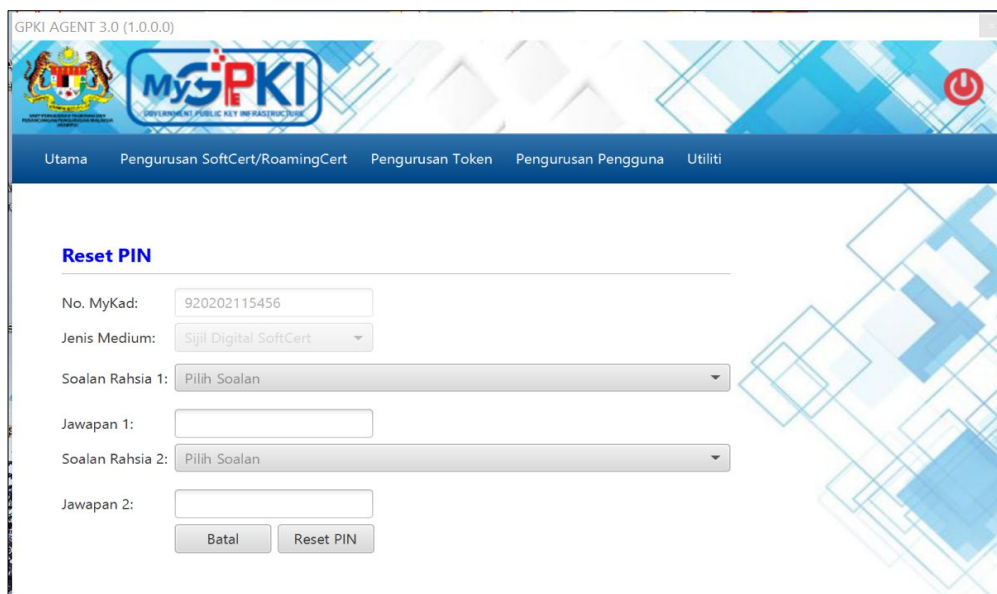 GPKI AGENT 3.0 (1.0.0.0)
MyGPKI
GOVERNMENT PUBLIC KEY INFRASTRUCTURE
Utama Pengurusan SoftCert/RoamingCert Pengurusan Token Pengurusan Pengguna Utiliti
Reset PIN
No. MyKad: 920202115456
Jenis Medium: Sijil Digital SoftCert
Soalan Rahsia 1: Pilih Soalan
Jawapan 1:
Soalan Rahsia 2: Pilih Soalan
Jawapan 2:
Batal Reset PIN